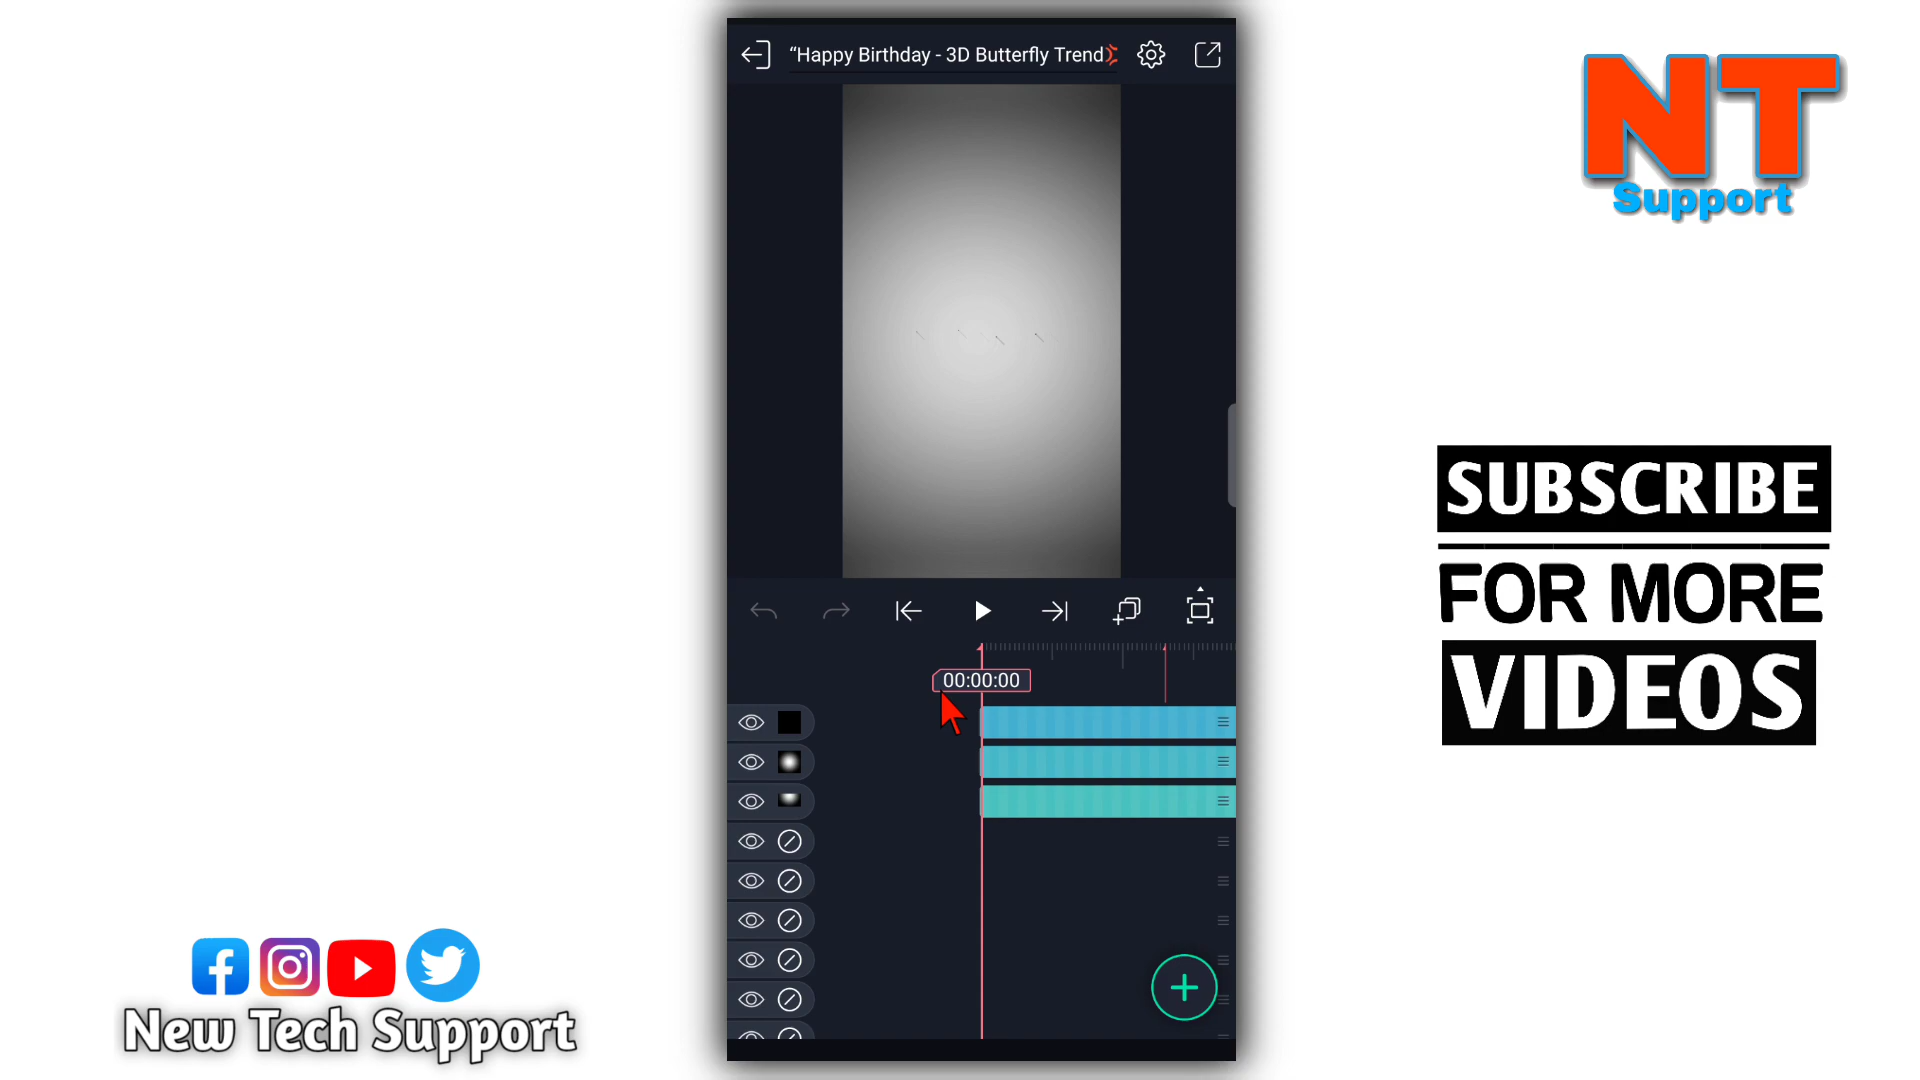 “Happy Birthday - 3D Butterfly Trend
NT
Support
SUBSCRIBE
FOR MORE
VIDEOS
00:00:00
New Tech Support